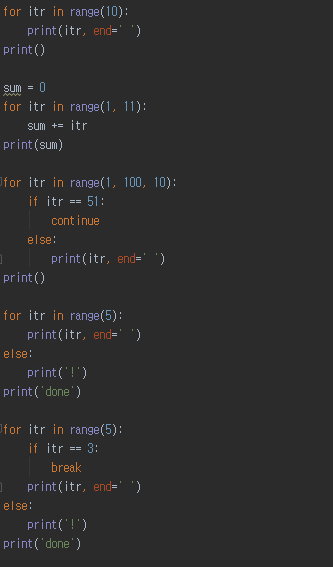 for itr in range(10):
    print(itr, end=' ')
print()

sum = 0
for itr in range(1, 11):
    sum += itr
print(sum)

for itr in range(1, 100, 10):
    if itr == 51:
        continue
    else:
        print(itr, end=' ')
print()

for itr in range(5):
    print(itr, end=' ')
else:
    print('!')
print('done')

for itr in range(5):
    if itr == 3:
        break
    print(itr, end=' ')
else:
    print('!')
print('done')